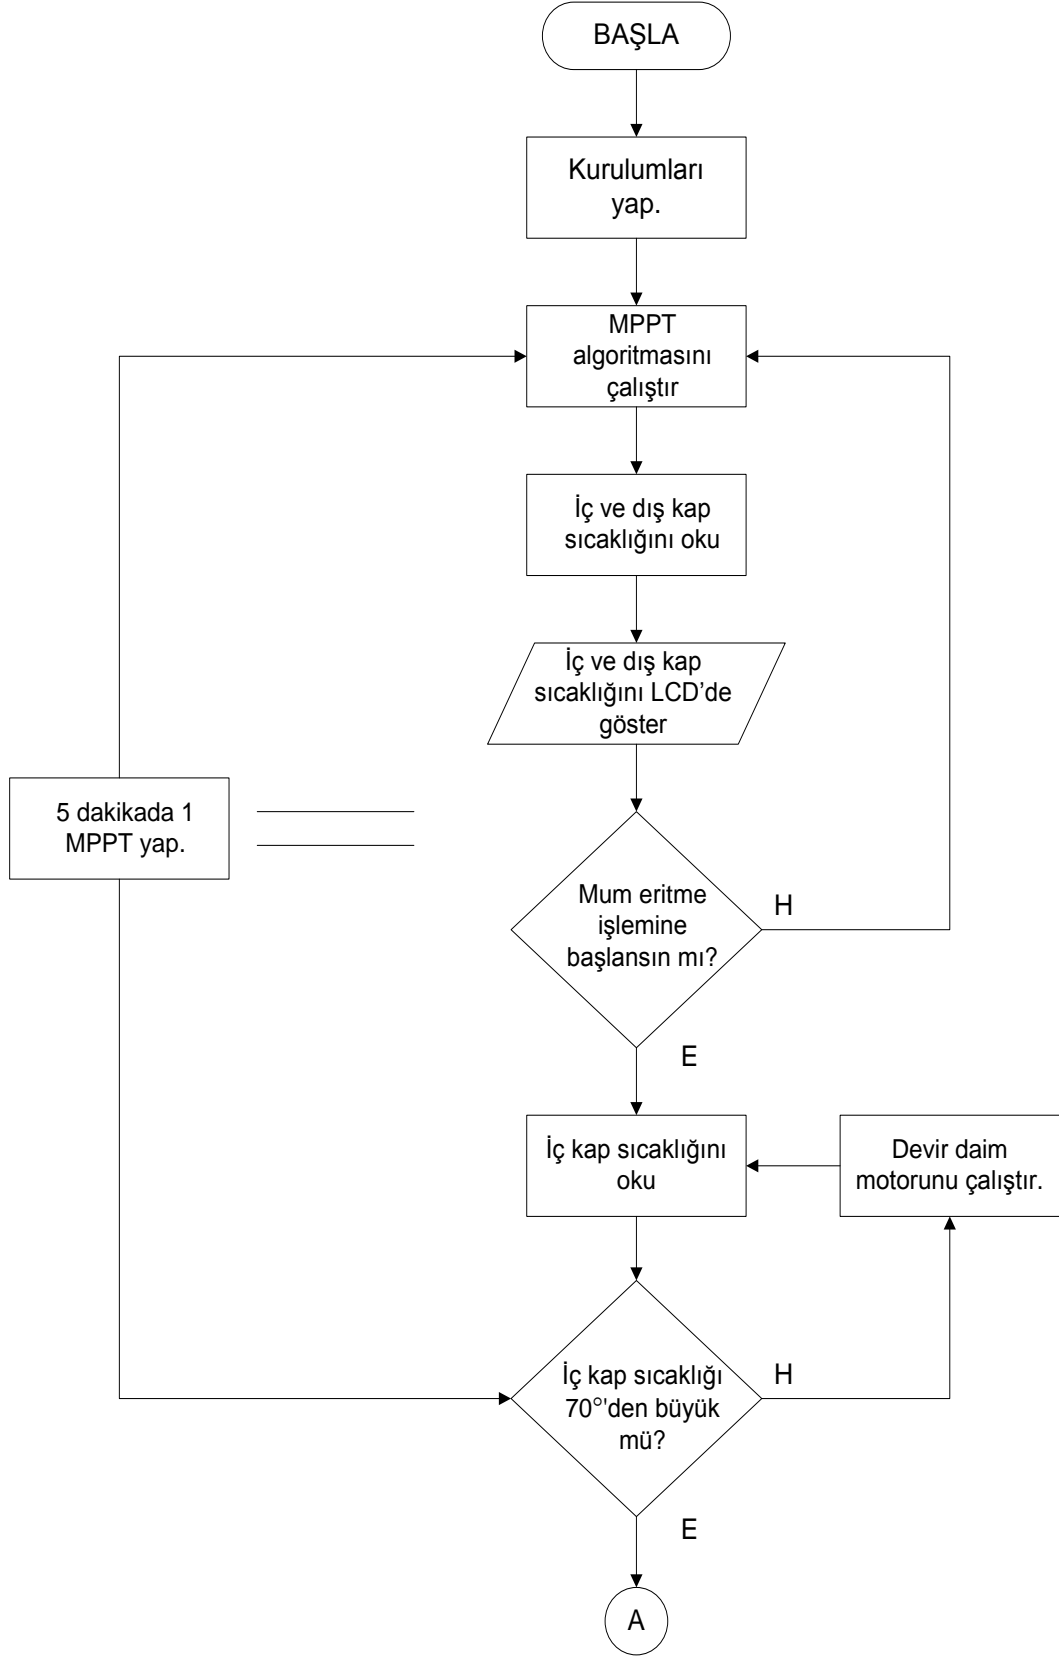 BAŞLA
Kurulumları
yap.
MPPT
algoritmasını
çalıştır
İç ve dış kap
sıcaklığını oku
İç ve dış kap
sıcaklığını LCD'de
göster
5 dakikada 1
MPPT yap.
Mum eritme
işlemine
başlansın mı?
H
E
İç kap sıcaklığını
oku
Devir daim
motorunu çalıştır.
İç kap sıcaklığı
70°'den büyük
mü?
H
E
A